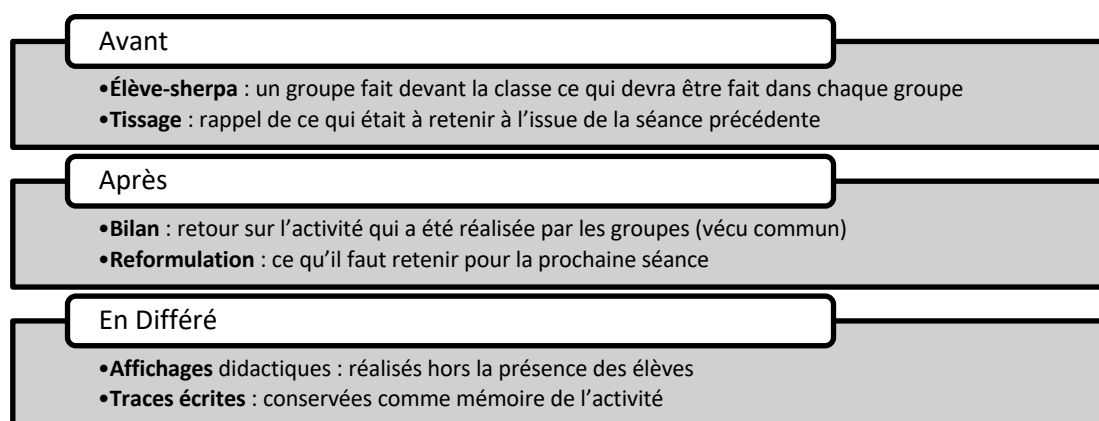 Avant
•Élève-sherpa : un groupe fait devant la classe ce qui devra être fait dans chaque groupe
•Tissage : rappel de ce qui était à retenir à l’issue de la séance précédente
Après
•Bilan : retour sur l’activité qui a été réalisée par les groupes (vécu commun)
•Reformulation : ce qu’il faut retenir pour la prochaine séance
En Différé
•Affichages didactiques : réalisés hors la présence des élèves
•Traces écrites : conservées comme mémoire de l’activité